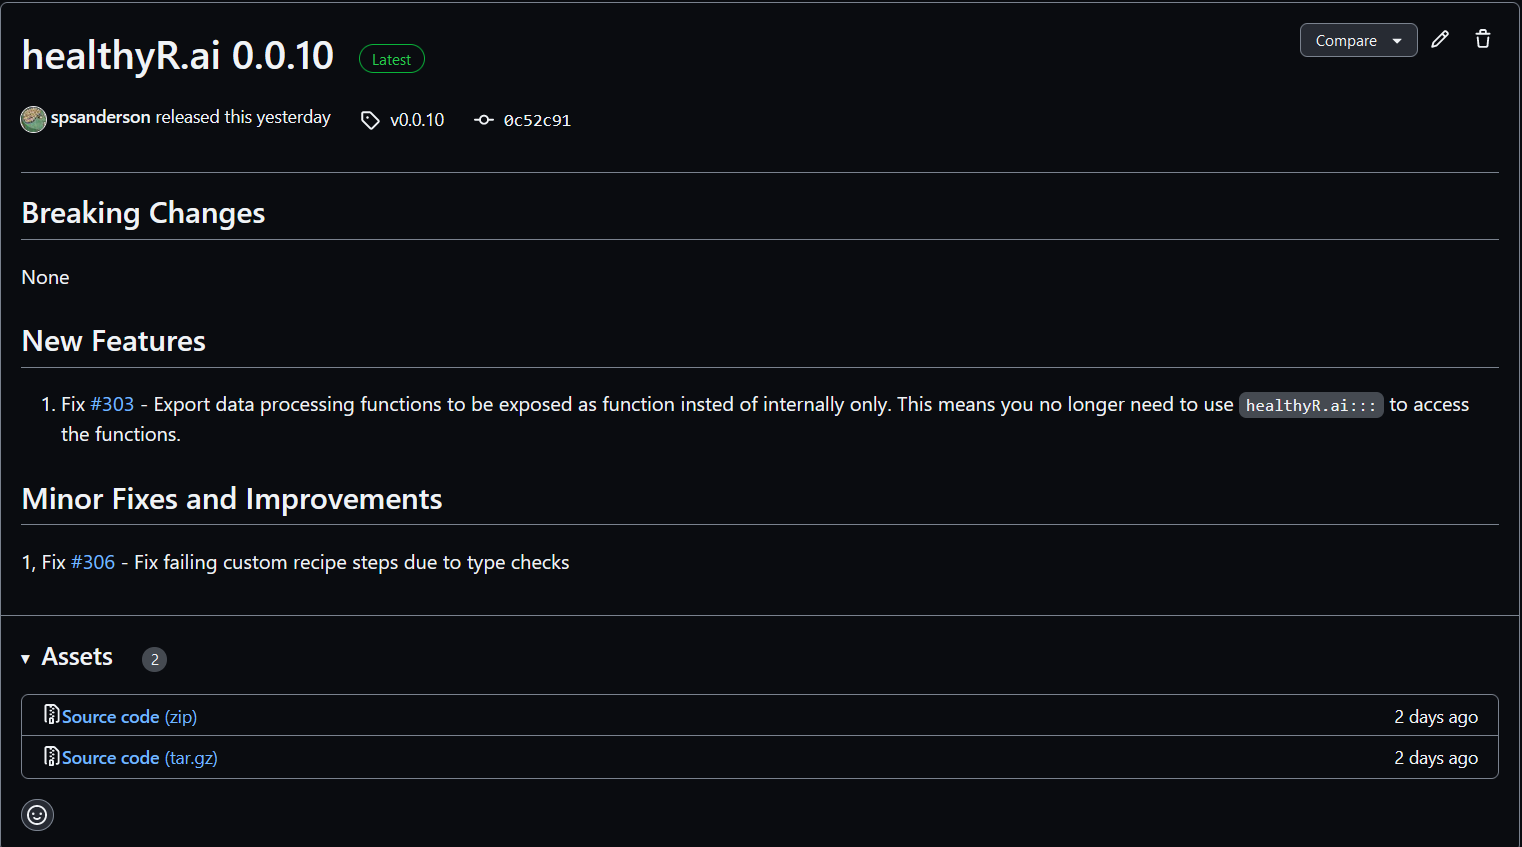 healthyR.ai 0.0.10 Latest
Compare
spsanderson released this yesterday v0.0.10 0c52c91
Breaking Changes
None
New Features
1. Fix #303 - Export data processing functions to be exposed as function insted of internally only. This means you no longer need to use healthyR.ai::: to access
the functions.
Minor Fixes and Improvements
1, Fix #306 - Fix failing custom recipe steps due to type checks
Assets 2
Source code (zip) 2 days ago
Source code (tar.gz) 2 days ago